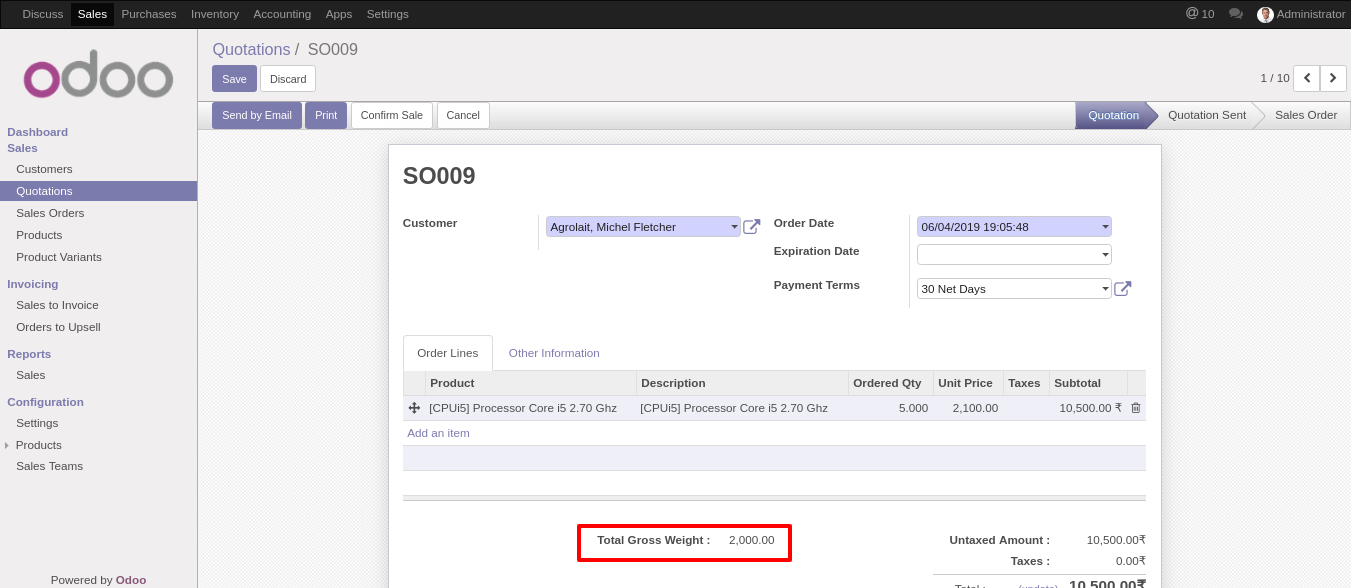 Discuss Sales Purchases Inventory Accounting Apps Settings @ 10 Administrator
odoo
Dashboard
Sales
Customers
Quotations
Sales Orders
Products
Product Variants
Invoicing
Sales to Invoice
Orders to Upsell
Reports
Sales
Configuration
Settings
Products
Sales Teams
Powered by Odoo
Quotations / SO009
Save Discard 1 / 10
Send by Email Print Confirm Sale Cancel Quotation Quotation Sent Sales Order
SO009
Customer Agrolait, Michel Fletcher
Order Date 06/04/2019 19:05:48
Expiration Date
Payment Terms 30 Net Days
Order Lines Other Information
Product Description Ordered Qty Unit Price Taxes Subtotal
[CPUi5] Processor Core i5 2.70 Ghz [CPUi5] Processor Core i5 2.70 Ghz 5.000 2,100.00 10,500.00 ₹
Add an item
Total Gross Weight : 2,000.00
Untaxed Amount : 10,500.00₹
Taxes : 0.00₹
Total : (update) 10,500.00₹